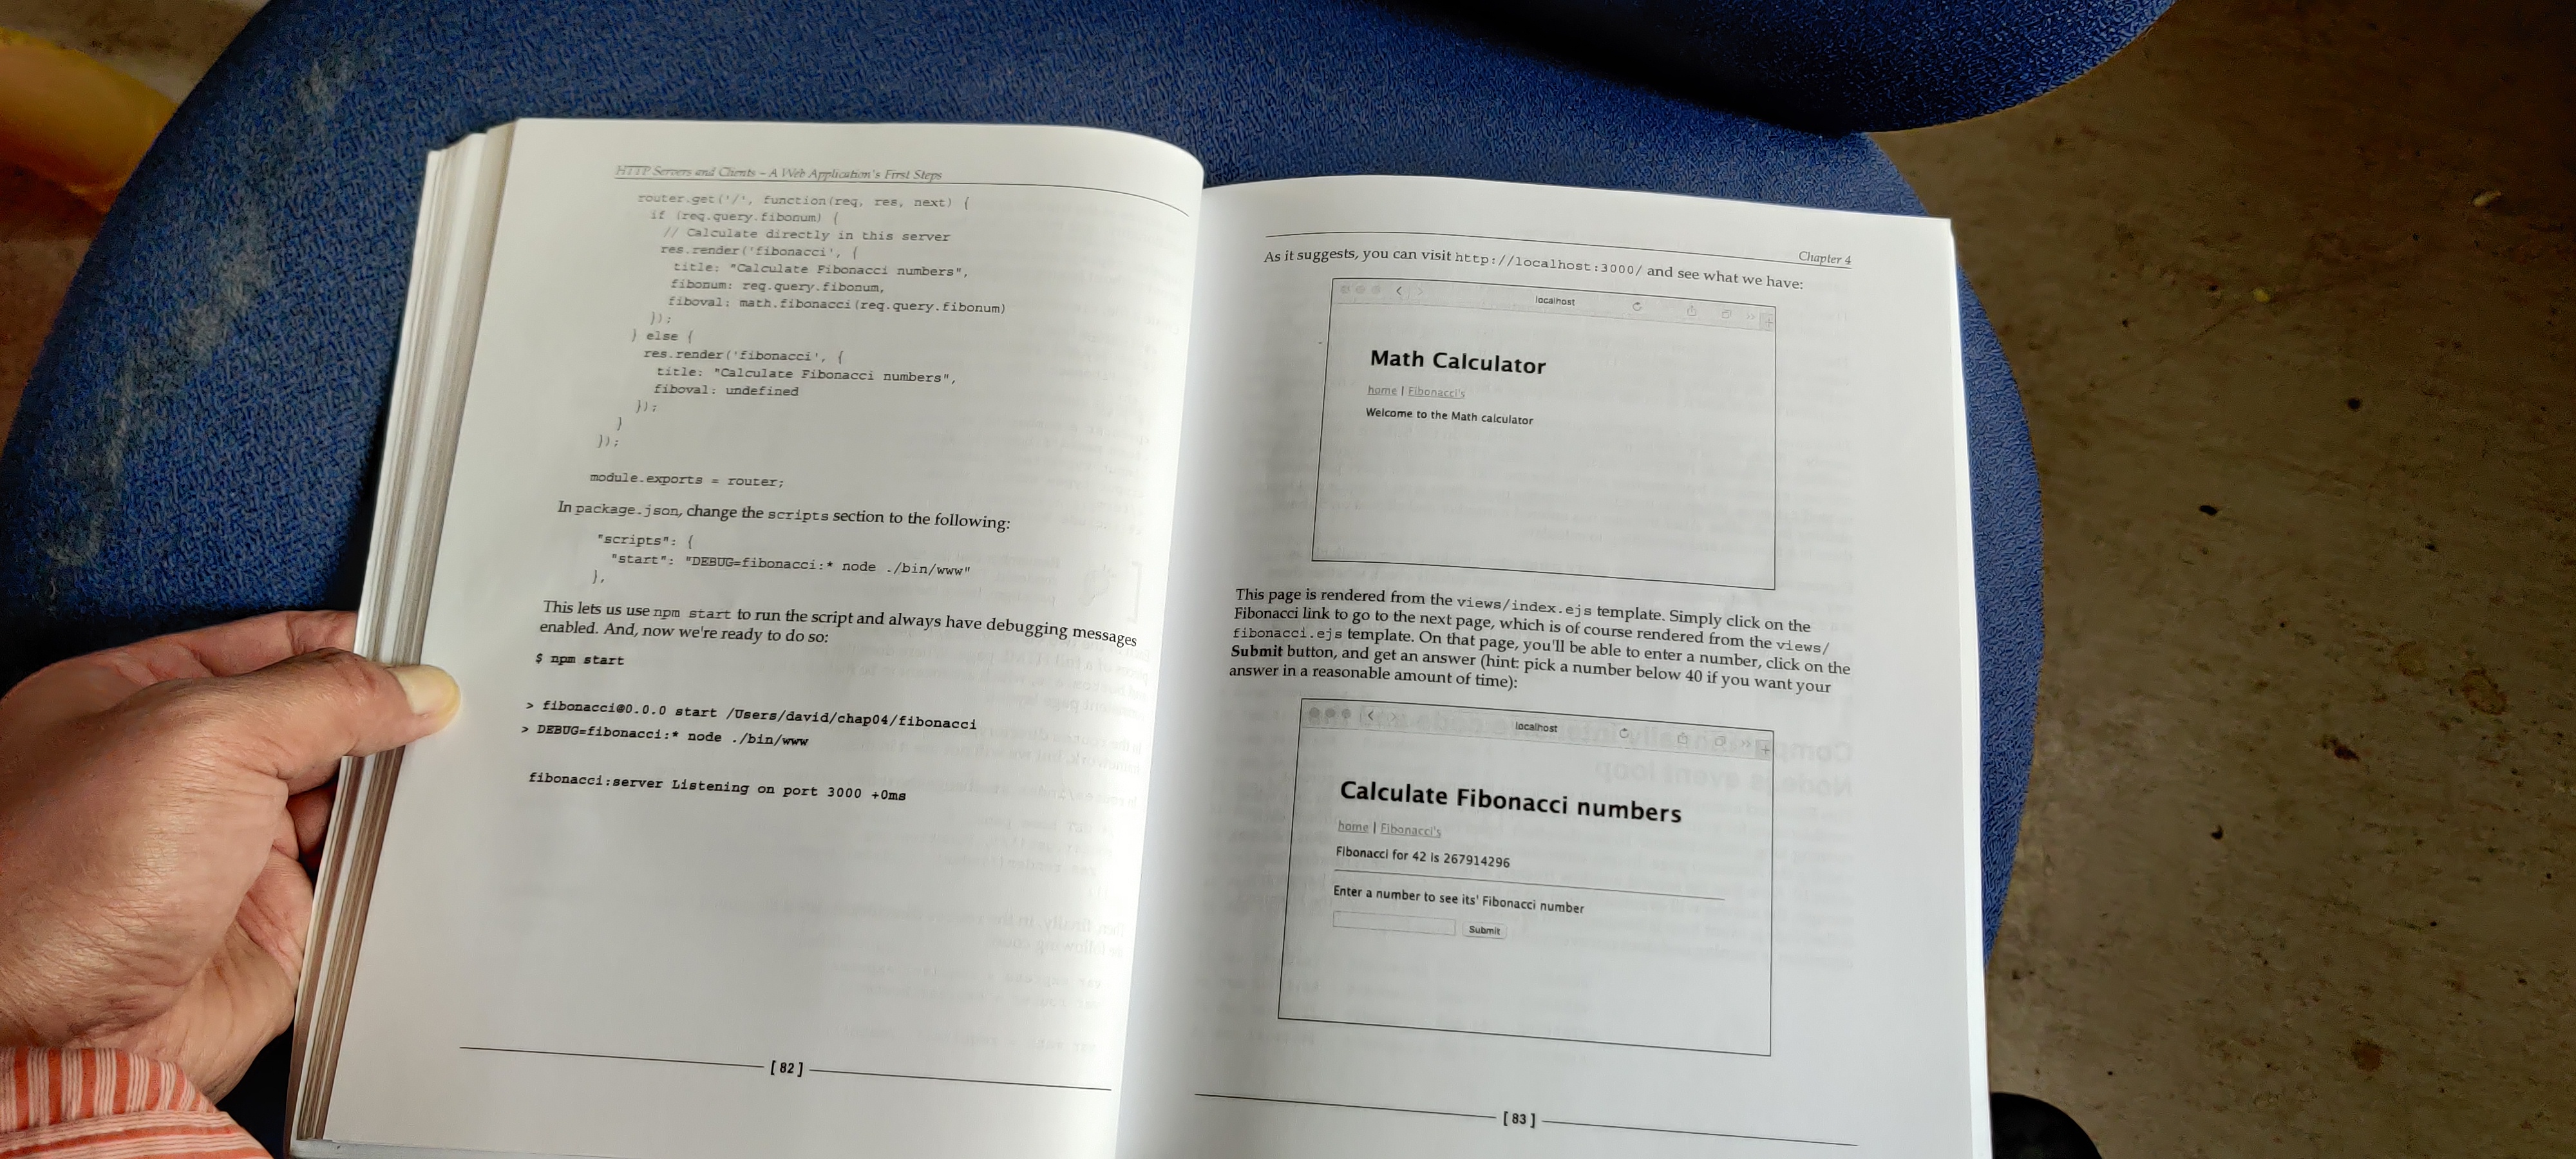 HTTP Servers and Clients – A Web Application's First Steps
router.get('/', function(req, res, next) {
if (req.query.fibonum) {
// Calculate directly in this server
res.render('fibonacci', {
title: "Calculate Fibonacci numbers",
fibonum: req.query.fibonum,
fiboval: math.fibonacci(req.query.fibonum)
});
} else {
res.render('fibonacci', {
title: "Calculate Fibonacci numbers",
fiboval: undefined
});
}
});
module.exports = router;
In package.json, change the scripts section to the following:
"scripts": {
"start": "DEBUG=fibonacci:* node ./bin/www"
},
This lets us use npm start to run the script and always have debugging messages
enabled. And, now we're ready to do so:
$ npm start
> fibonacci@0.0.0 start /Users/david/chap04/fibonacci
> DEBUG=fibonacci:* node ./bin/www
fibonacci:server Listening on port 3000 +0ms
[ 82 ]
Chapter 4
As it suggests, you can visit http://localhost:3000/ and see what we have:
localhost
Math Calculator
home | Fibonacci's
Welcome to the Math calculator
This page is rendered from the views/index.ejs template. Simply click on the
Fibonacci link to go to the next page, which is of course rendered from the views/
fibonacci.ejs template. On that page, you'll be able to enter a number, click on the
Submit button, and get an answer (hint: pick a number below 40 if you want your
answer in a reasonable amount of time):
localhost
Calculate Fibonacci numbers
home | Fibonacci's
Fibonacci for 42 is 267914296
Enter a number to see its' Fibonacci number
Submit
[ 83 ]